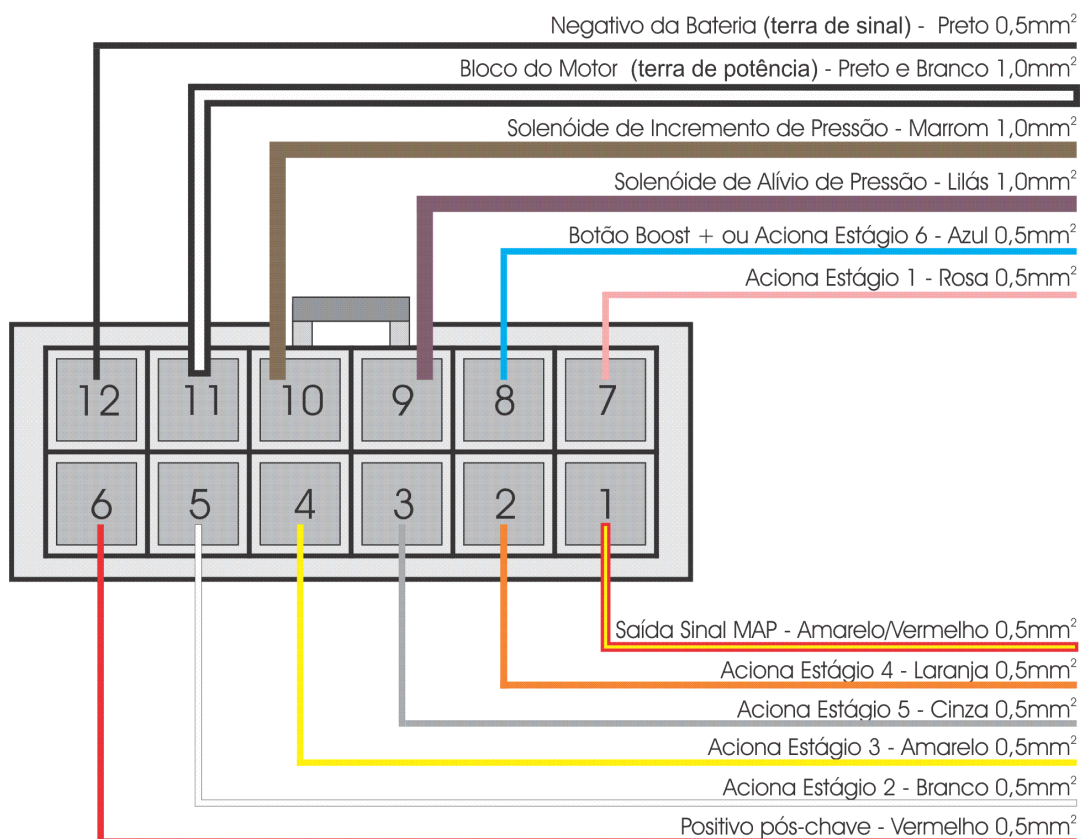 Negativo da Bateria (terra de sinal) - Preto 0,5mm²
Bloco do Motor (terra de potência) - Preto e Branco 1,0mm²
Solenóide de Incremento de Pressão - Marrom 1,0mm²
Solenóide de Alívio de Pressão - Lilás 1,0mm²
Botão Boost + ou Aciona Estágio 6 - Azul 0,5mm²
Aciona Estágio 1 - Rosa 0,5mm²
12 11 10 9 8 7
6 5 4 3 2 1
Saída Sinal MAP - Amarelo/Vermelho 0,5mm²
Aciona Estágio 4 - Laranja 0,5mm²
Aciona Estágio 5 - Cinza 0,5mm²
Aciona Estágio 3 - Amarelo 0,5mm²
Aciona Estágio 2 - Branco 0,5mm²
Positivo pós-chave - Vermelho 0,5mm²